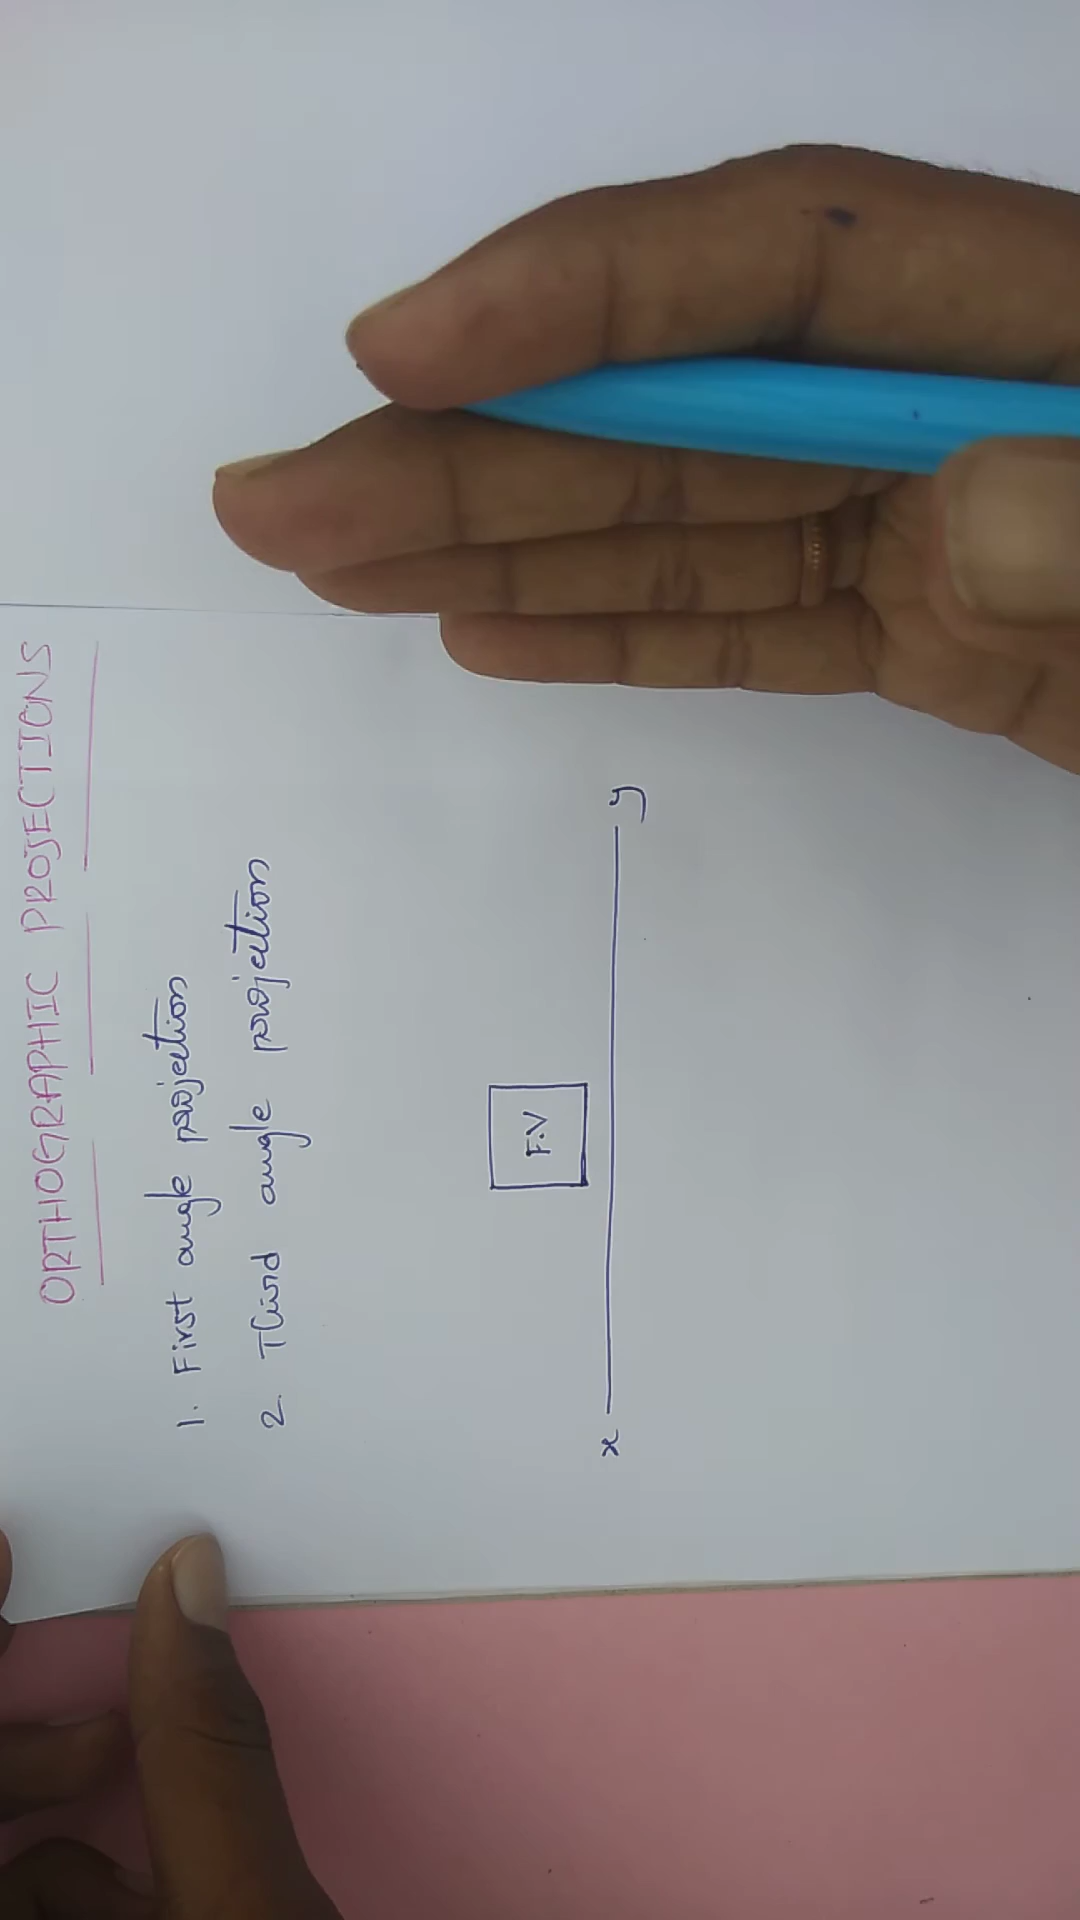 ORTHOGRAPHIC PROJECTIONS
1. First angle projection
2. Third angle projection
F.V
x y